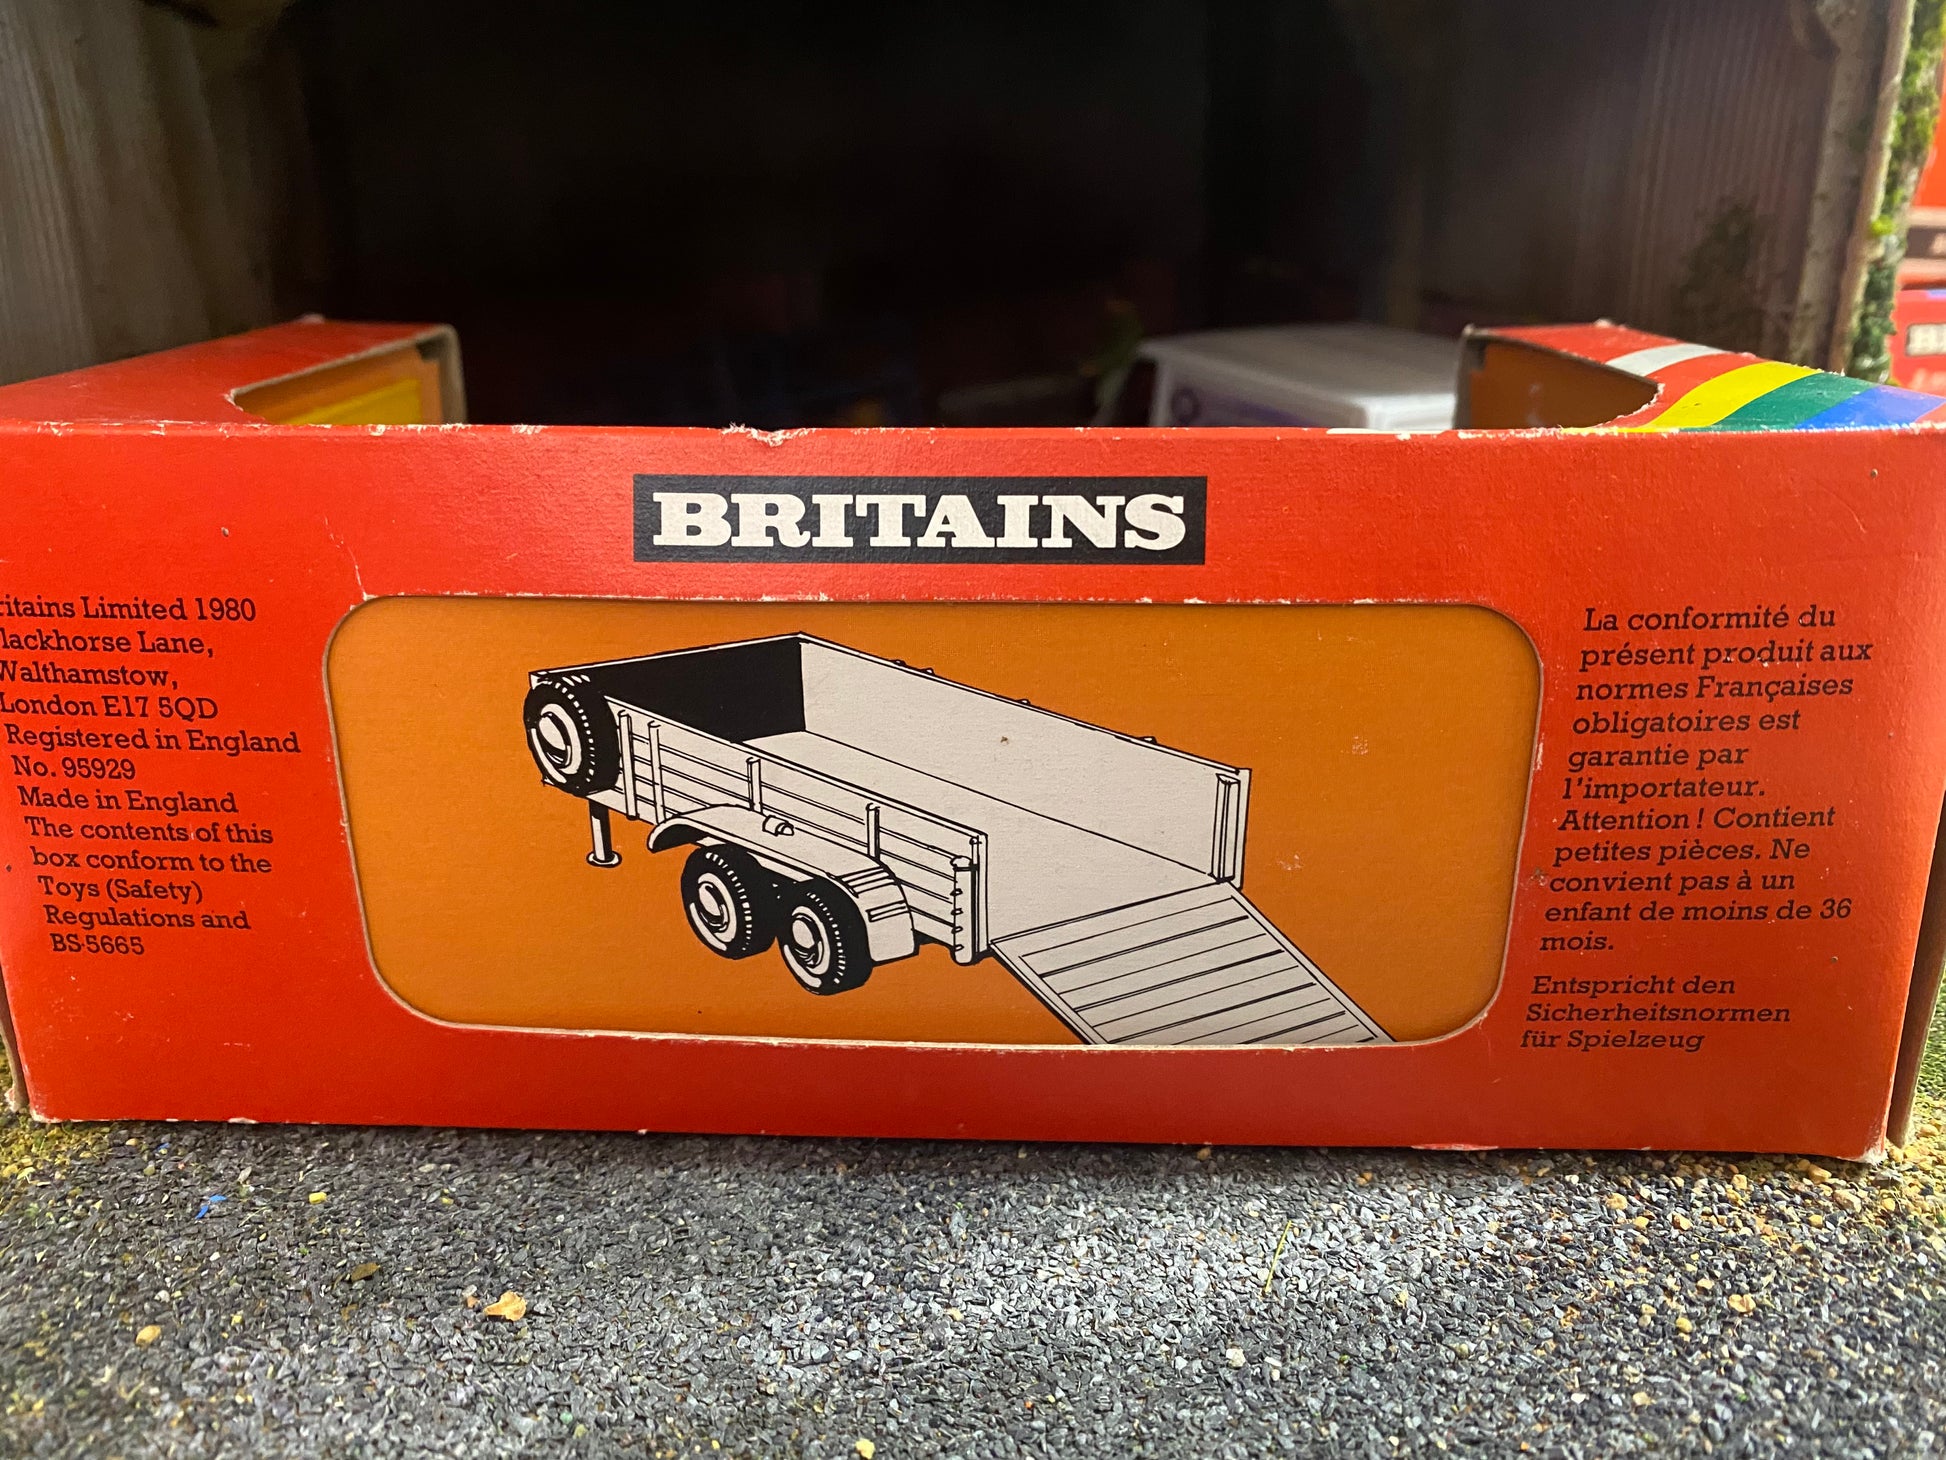 BRITAINS
ritains Limited 1980
lackhorse Lane,
Walthamstow,
London E17 5QD
Registered in England
No. 95929
Made in England
The contents of this
box conform to the
Toys (Safety)
Regulations and
BS·5665
La conformité du
présent produit aux
normes Françaises
obligatoires est
garantie par
l'importateur.
Attention! Contient
petites pièces. Ne
convient pas à un
enfant de moins de 36
mois.
Entspricht den
Sicherheitsnormen
für Spielzeug